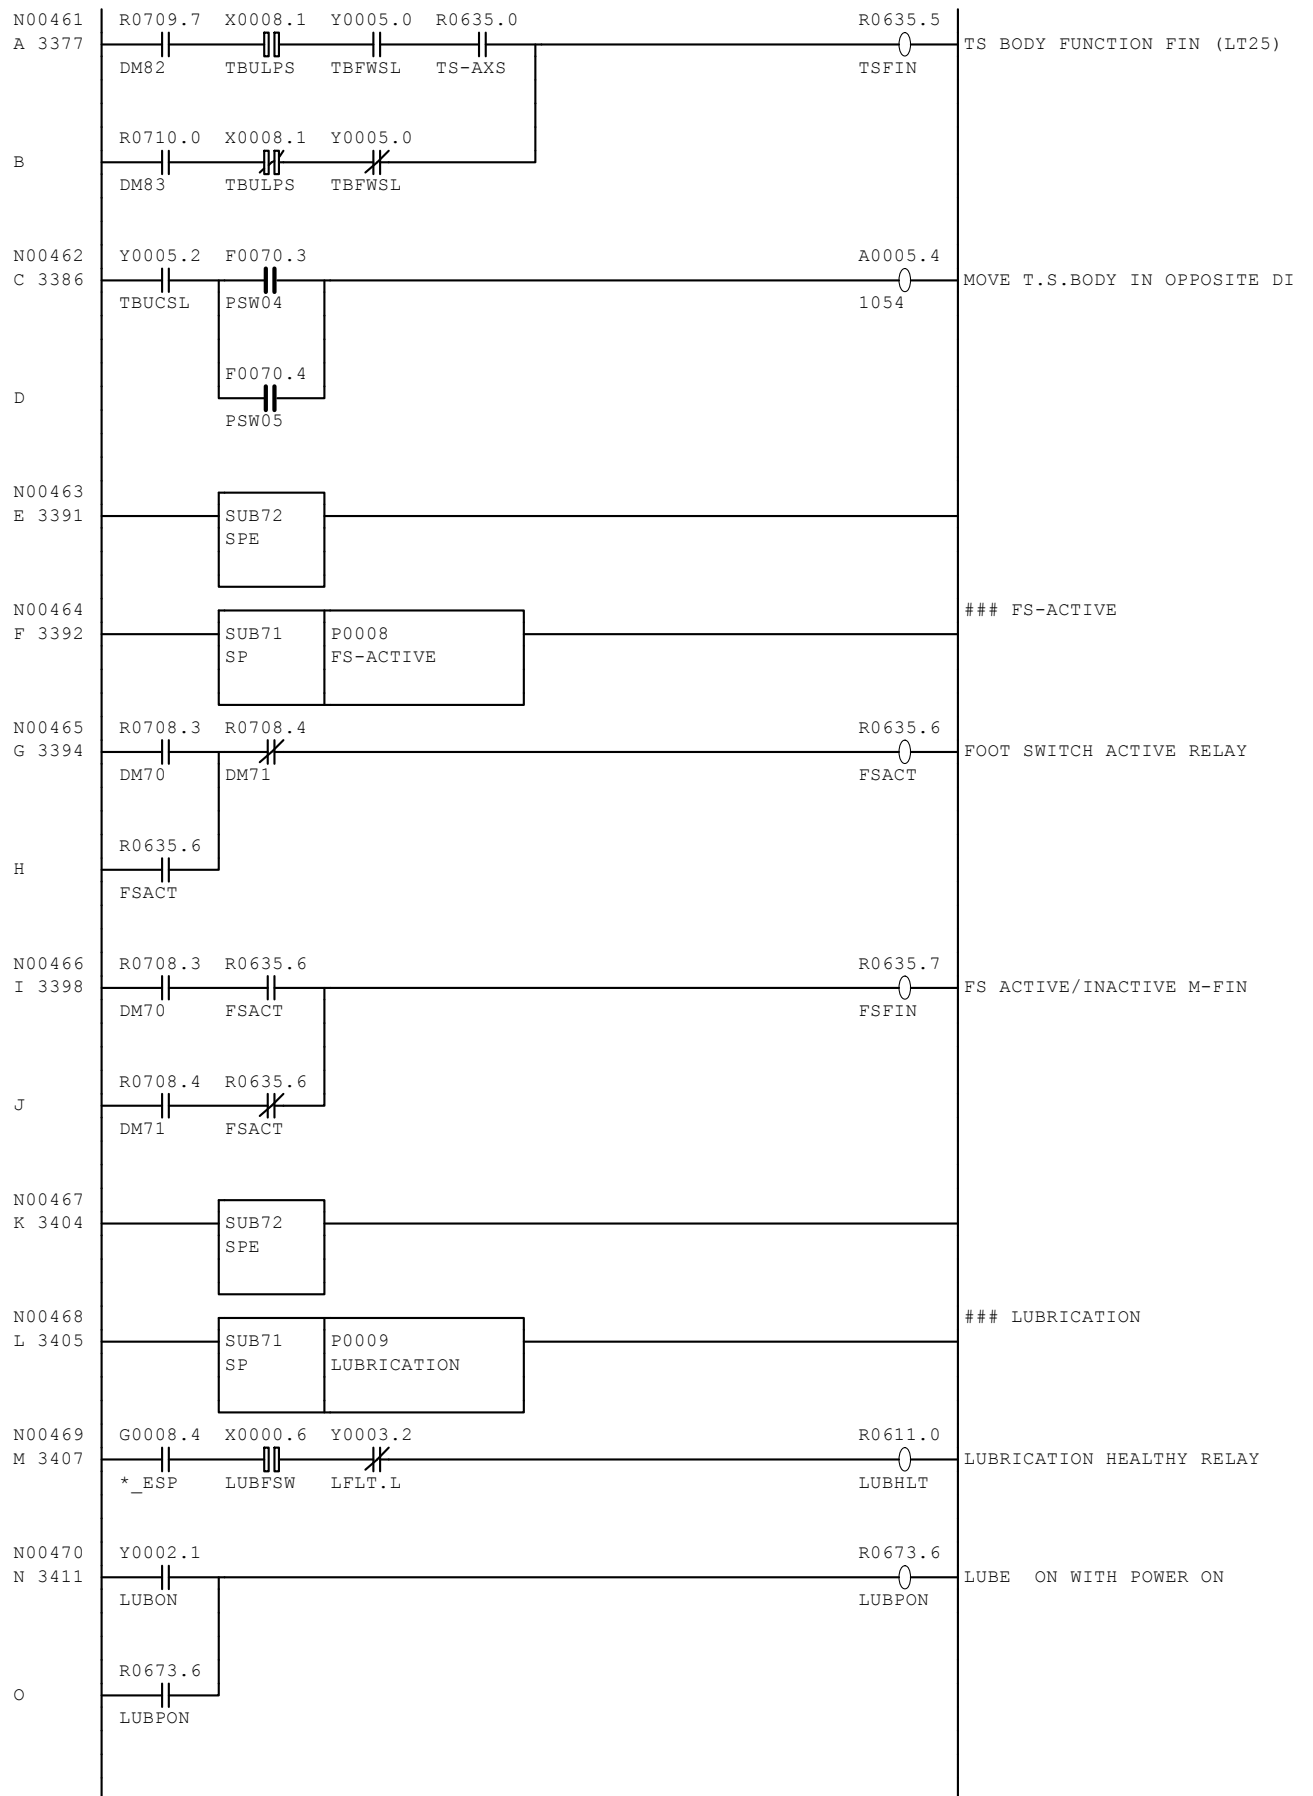 N00461 R0709.7 X0008.1 Y0005.0 R0635.0 R0635.5
A 3377 TS BODY FUNCTION FIN (LT25)
DM82 TBULPS TBFWSL TS-AXS TSFIN
R0710.0 X0008.1 Y0005.0
B
DM83 TBULPS TBFWSL
N00462 Y0005.2 F0070.3 A0005.4
C 3386 MOVE T.S.BODY IN OPPOSITE DI
TBUCSL PSW04 1054
F0070.4
D
PSW05
N00463
E 3391 SUB72
SPE
N00464 ### FS-ACTIVE
F 3392 SUB71 P0008
SP FS-ACTIVE
N00465 R0708.3 R0708.4 R0635.6
G 3394 FOOT SWITCH ACTIVE RELAY
DM70 DM71 FSACT
R0635.6
H
FSACT
N00466 R0708.3 R0635.6 R0635.7
I 3398 FS ACTIVE/INACTIVE M-FIN
DM70 FSACT FSFIN
R0708.4 R0635.6
J
DM71 FSACT
N00467
K 3404 SUB72
SPE
N00468 ### LUBRICATION
L 3405 SUB71 P0009
SP LUBRICATION
N00469 G0008.4 X0000.6 Y0003.2 R0611.0
M 3407 LUBRICATION HEALTHY RELAY
*_ESP LUBFSW LFLT.L LUBHLT
N00470 Y0002.1 R0673.6
N 3411 LUBE ON WITH POWER ON
LUBON LUBPON
R0673.6
O
LUBPON